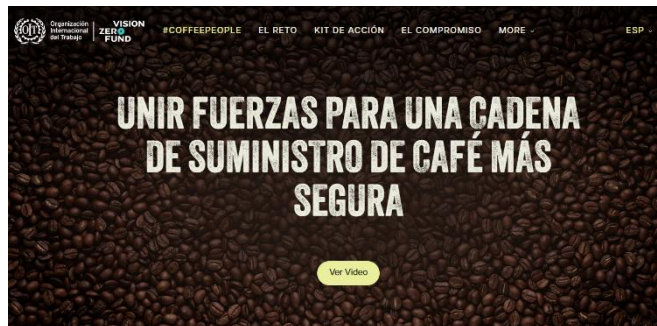 Organización
Internacional
del Trabajo
VISION
ZERO
FUND
#COFFEEPEOPLE EL RETO KIT DE ACCIÓN EL COMPROMISO MORE ESP
UNIR FUERZAS PARA UNA CADENA
DE SUMINISTRO DE CAFÉ MÁS
SEGURA
Ver Video